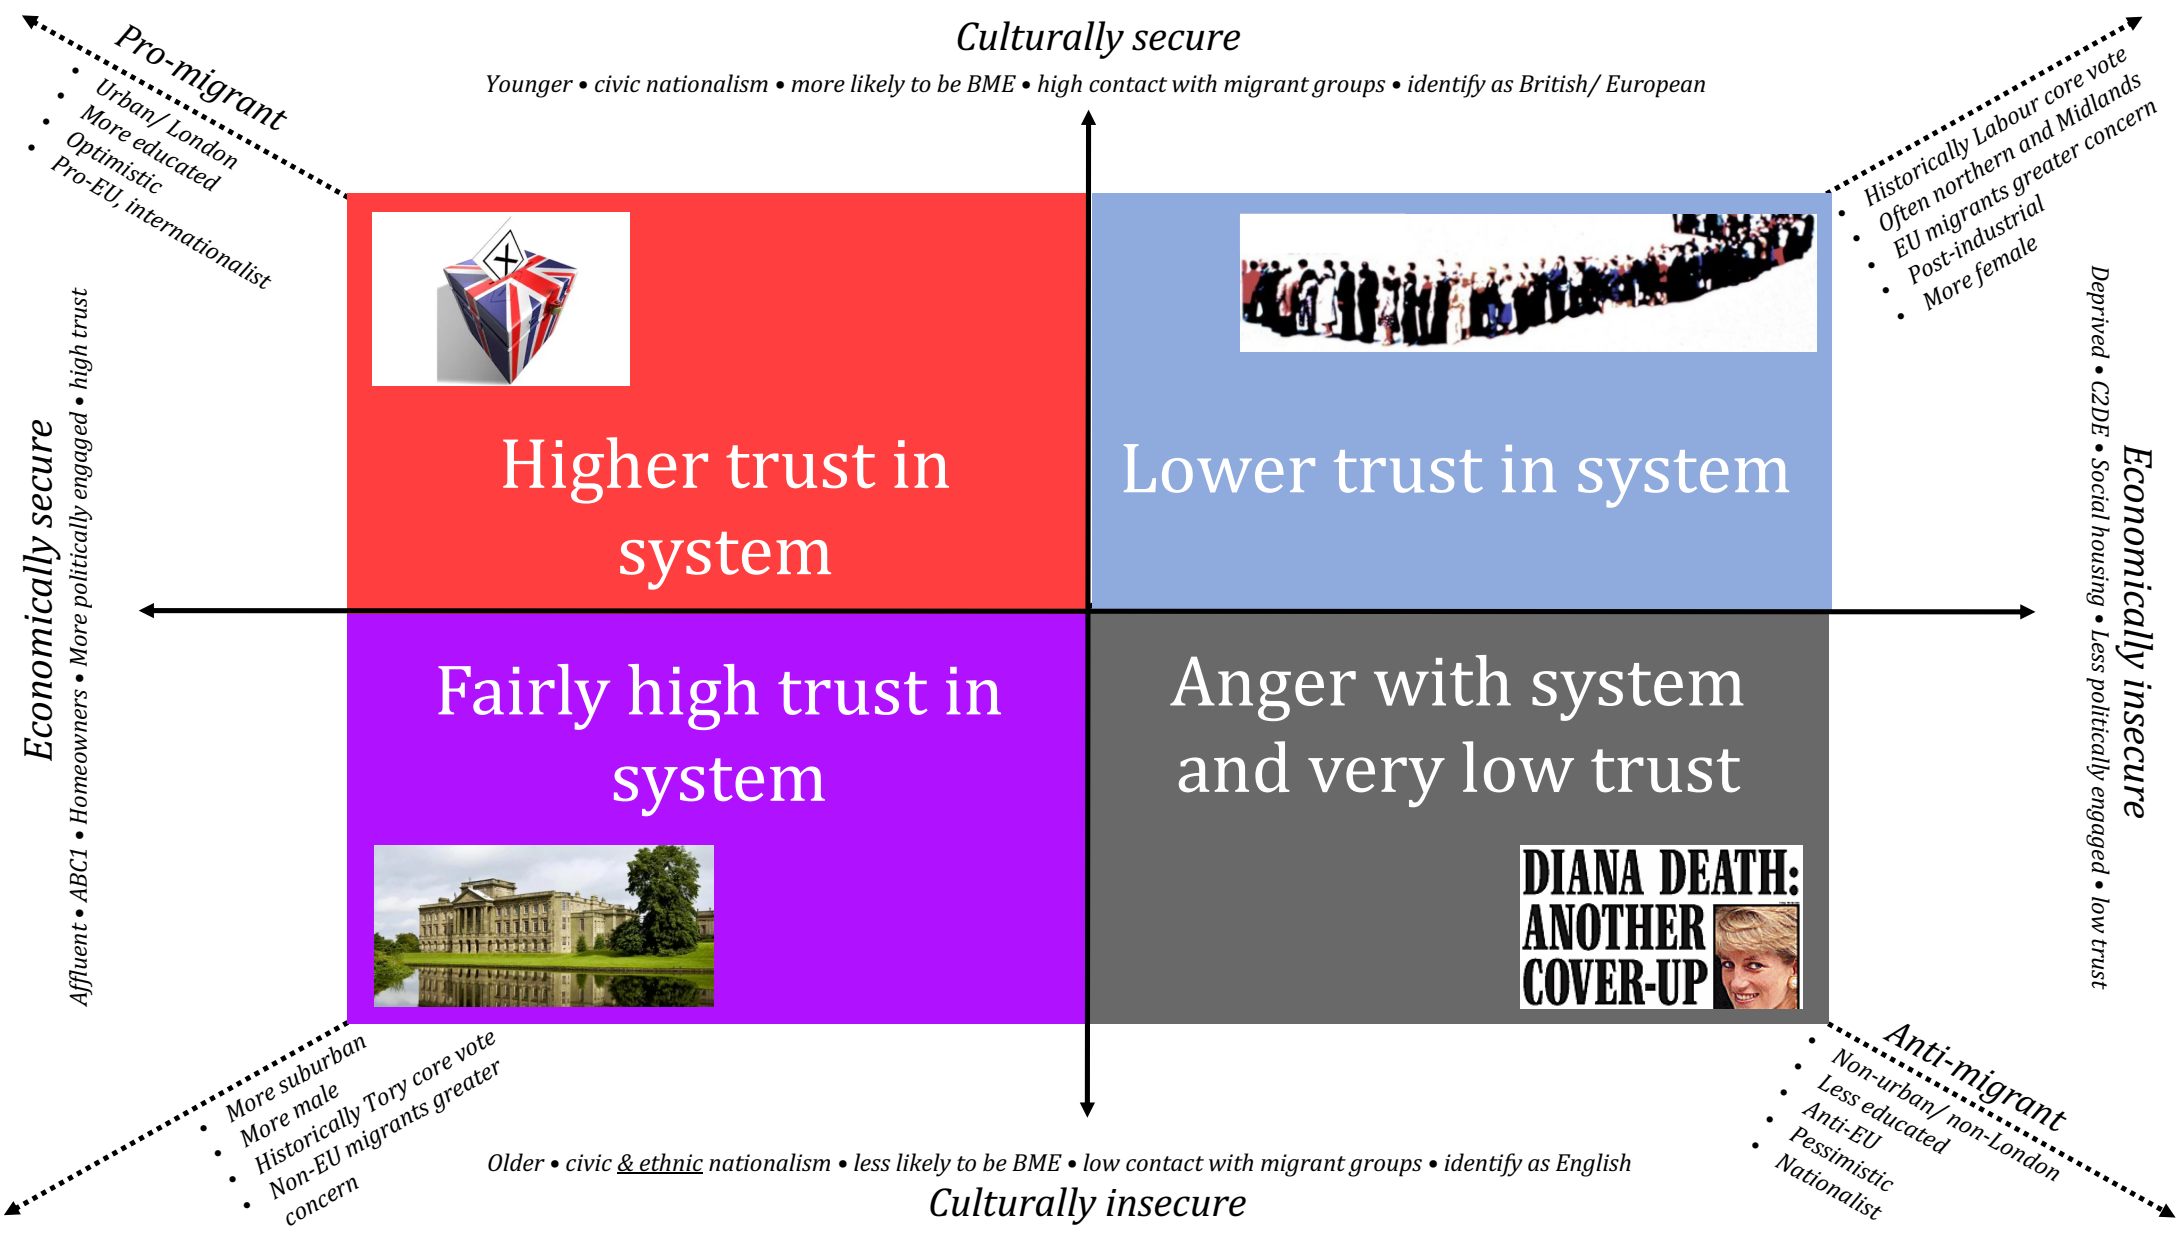 Culturally secure
Younger • civic nationalism • more likely to be BME • high contact with migrant groups • identify as British/ European
Pro-migrant
• Urban/ London
• More educated
• Optimistic
• Pro-EU, internationalist
• Historically Labour core vote
• Often northern and Midlands
• EU migrants greater concern
• Post-industrial
• More female
Economically secure
Affluent • ABC1 • Homeowners • More politically engaged • high trust
X
Higher trust in
system
Lower trust in system
Fairly high trust in
system
Anger with system
and very low trust
DIANA DEATH:
ANOTHER
COVER-UP
Deprived • C2DE • Social housing • Less politically engaged • low trust
Economically insecure
• More suburban
• More male
• Historically Tory core vote
• Non-EU migrants greater
concern
Anti-migrant
• Non-urban/ non-London
• Less educated
• Anti-EU
• Pessimistic
• Nationalist
Older • civic & ethnic nationalism • less likely to be BME • low contact with migrant groups • identify as English
Culturally insecure